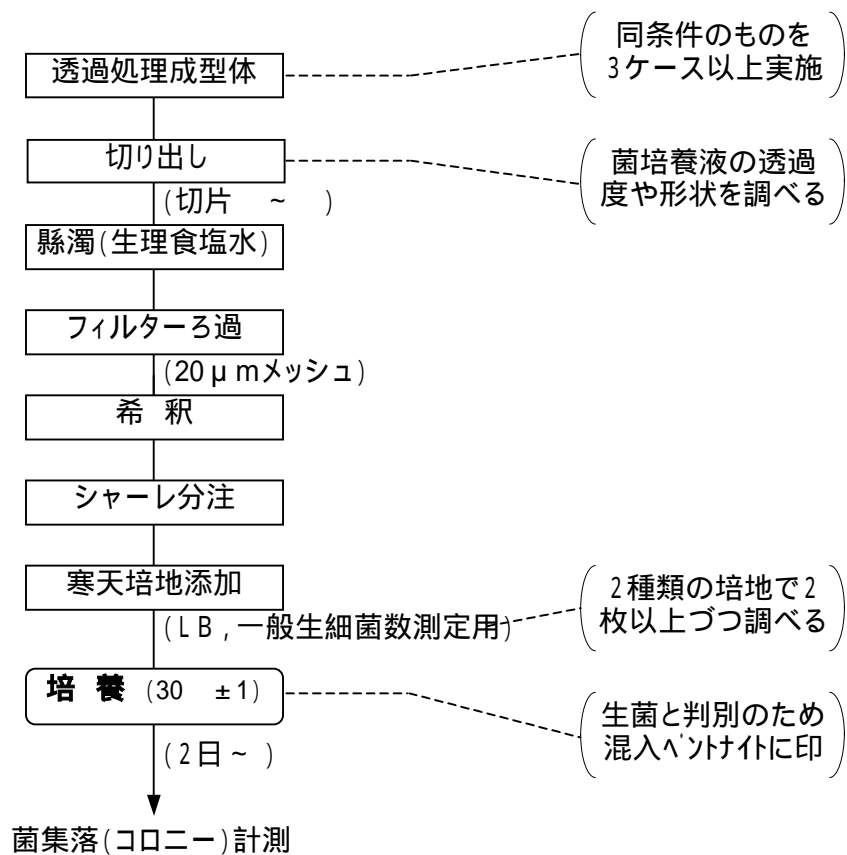 透過処理成型体
同条件のものを
3ケース以上実施
切り出し
菌培養液の透過
度や形状を調べる
(切片 ~ )
縣濁(生理食塩水)
フィルターろ過
(20μmメッシュ)
希 釈
シャーレ分注
寒天培地添加
(LB,一般生細菌数測定用)
2種類の培地で2
枚以上づつ調べる
培 養 (30 ±1)
生菌と判別のため
混入ベントナイトに印
(2日~ )
菌集落(コロニー)計測